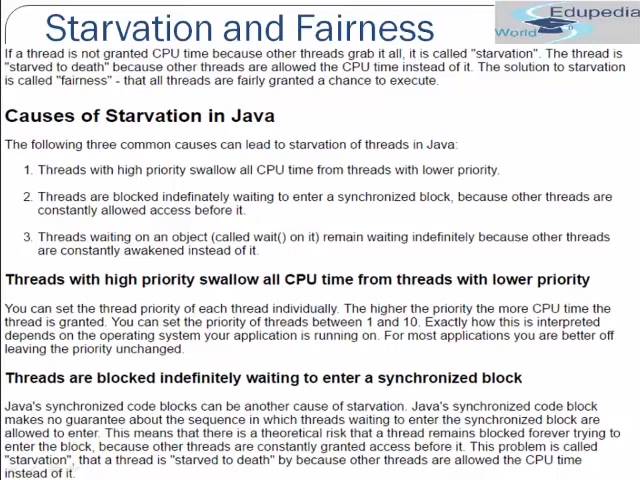 Starvation and Fairness
Edupedia
World
If a thread is not granted CPU time because other threads grab it all, it is called "starvation". The thread is
"starved to death" because other threads are allowed the CPU time instead of it. The solution to starvation
is called "fairness" - that all threads are fairly granted a chance to execute.
Causes of Starvation in Java
The following three common causes can lead to starvation of threads in Java:
1. Threads with high priority swallow all CPU time from threads with lower priority.
2. Threads are blocked indefinately waiting to enter a synchronized block, because other threads are
constantly allowed access before it.
3. Threads waiting on an object (called wait() on it) remain waiting indefinitely because other threads
are constantly awakened instead of it.
Threads with high priority swallow all CPU time from threads with lower priority
You can set the thread priority of each thread individually. The higher the priority the more CPU time the
thread is granted. You can set the priority of threads between 1 and 10. Exactly how this is interpreted
depends on the operating system your application is running on. For most applications you are better off
leaving the priority unchanged.
Threads are blocked indefinitely waiting to enter a synchronized block
Java's synchronized code blocks can be another cause of starvation. Java's synchronized code block
makes no guarantee about the sequence in which threads waiting to enter the synchronized block are
allowed to enter. This means that there is a theoretical risk that a thread remains blocked forever trying to
enter the block, because other threads are constantly granted access before it. This problem is called
"starvation", that a thread is "starved to death" by because other threads are allowed the CPU time
instead of it.